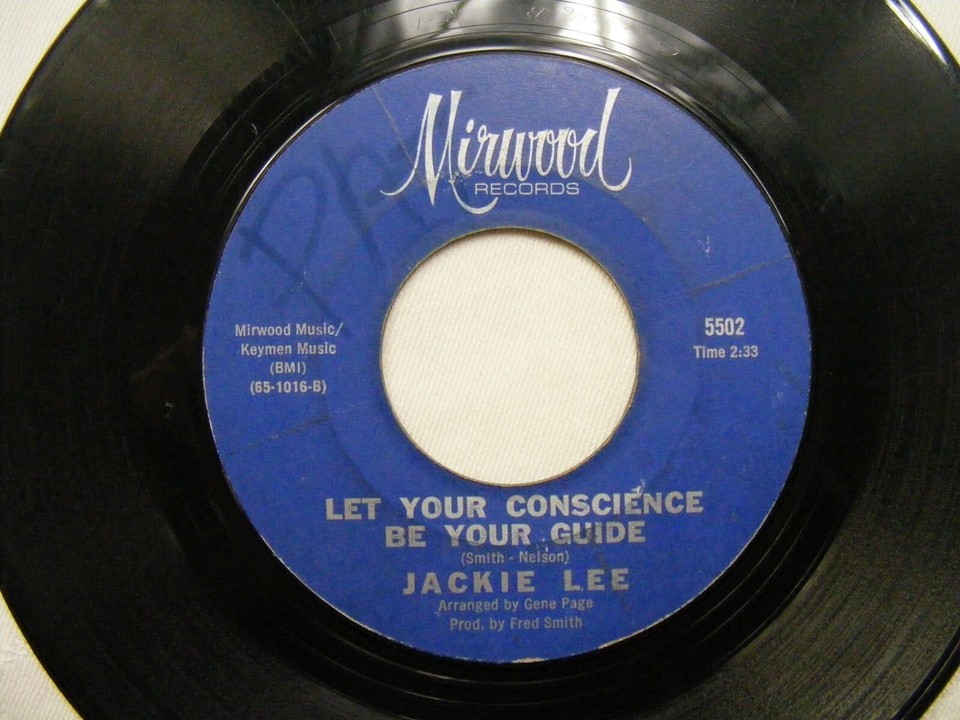 Mirwood
RECORDS
Mirwood Music/
Keymen Music
(BMI)
(65-1016-B)
5502
Time 2:33
LET YOUR CONSCIENCE
BE YOUR GUIDE
(Smith - Nelson)
JACKIE LEE
Arranged by Gene Page
Prod. by Fred Smith